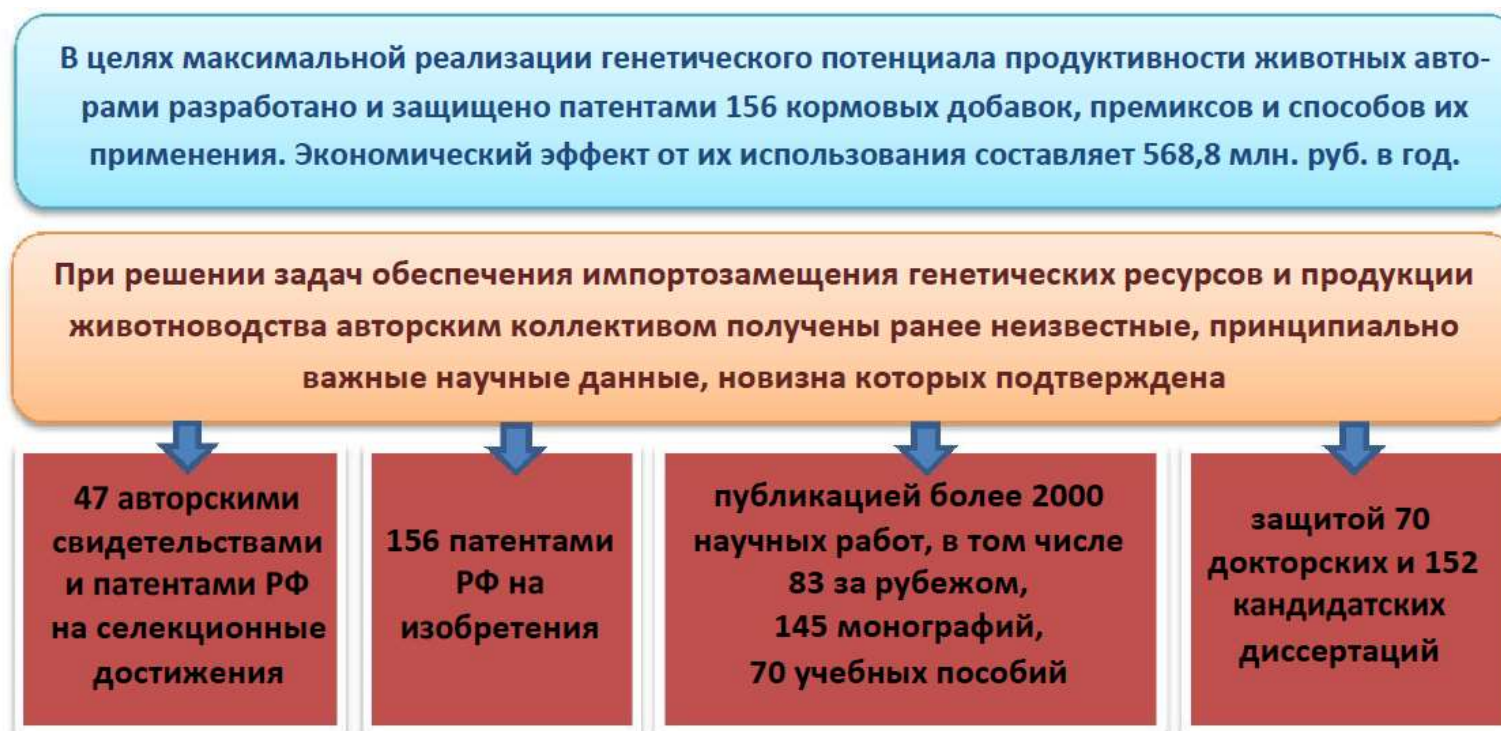 В целях максимальной реализации генетического потенциала продуктивности животных авто-
рами разработано и защищено патентами 156 кормовых добавок, премиксов и способов их
применения. Экономический эффект от их использования составляет 568,8 млн. руб. в год.
При решении задач обеспечения импортозамещения генетических ресурсов и продукции
животноводства авторским коллективом получены ранее неизвестные, принципиально
важные научные данные, новизна которых подтверждена
47 авторскими
свидетельствами
и патентами РФ
на селекционные
достижения
156 патентами
РФ на
изобретения
публикацией более 2000
научных работ, в том числе
83 за рубежом,
145 монографий,
70 учебных пособий
защитой 70
докторских и 152
кандидатских
диссертаций